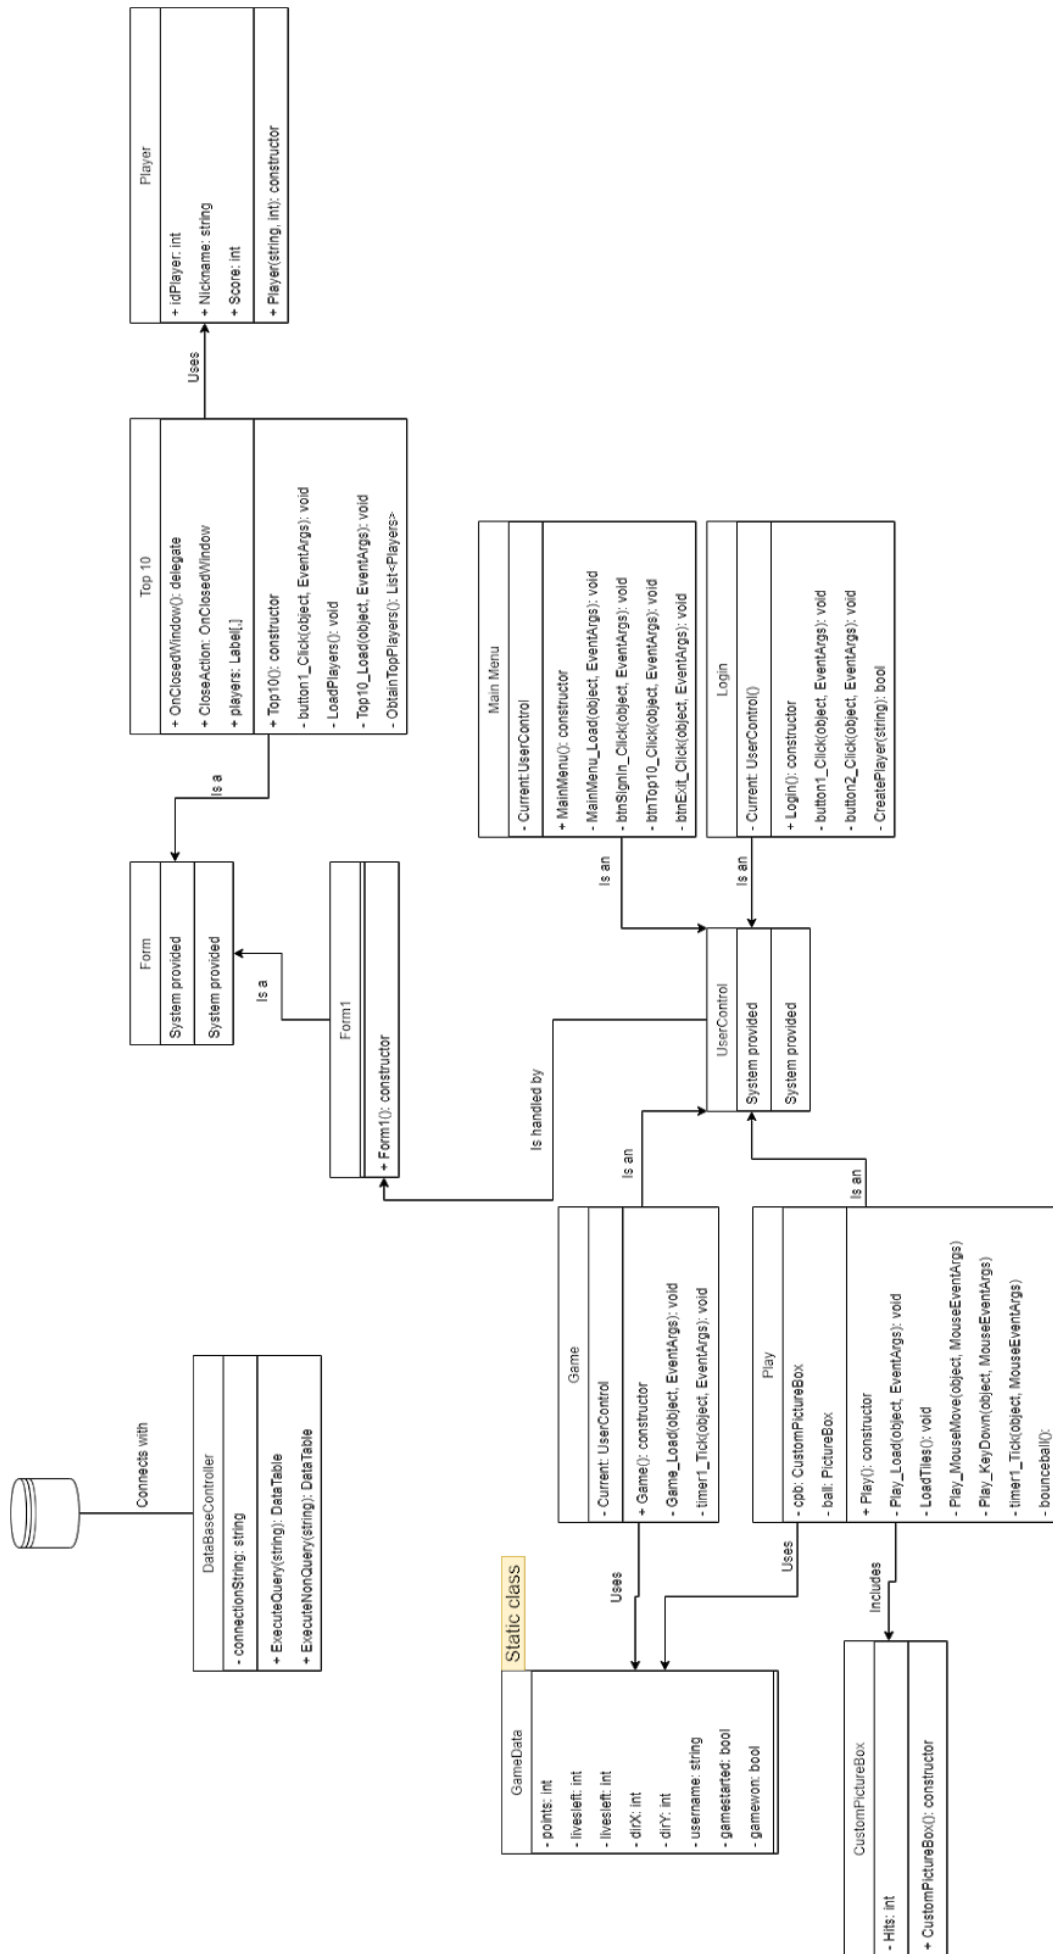 Connects with
DataBaseController
- connectionString: string
+ ExecuteQuery(string): DataTable
+ ExecuteNonQuery(string): DataTable
Form
System provided
System provided
Is a
Is a
Top 10
+ OnClosedWindow(): delegate
+ CloseAction: OnClosedWindow
+ players: Label[,]
+ Top10(): constructor
- button1_Click(object, EventArgs): void
- LoadPlayers(): void
- Top10_Load(object, EventArgs): void
- ObtainTopPlayers(): List<Players>
Uses
Player
+ idPlayer: int
+ Nickname: string
+ Score: int
+ Player(string, int): constructor
Form1
+ Form1(): constructor
Is handled by
Static class
GameData
- points: int
- livesleft: int
- livesleft: int
- dirX: int
- dirY: int
- username: string
- gamestarted: bool
- gamewon: bool
Uses
Uses
Game
- Current: UserControl
+ Game(): constructor
- Game_Load(object, EventArgs): void
- timer1_Tick(object, EventArgs): void
Is an
Main Menu
- Current:UserControl
+ MainMenu(): constructor
- MainMenu_Load(object, EventArgs): void
- btnSignIn_Click(object, EventArgs): void
- btnTop10_Click(object, EventArgs): void
- btnExit_Click(object, EventArgs): void
Is an
UserControl
System provided
System provided
Is an
Login
- Current: UserControl()
+ Login(): constructor
- button1_Click(object, EventArgs): void
- button2_Click(object, EventArgs): void
- CreatePlayer(string): bool
Is an
Play
- cpb: CustomPictureBox
- ball: PictureBox
+ Play(): constructor
- Play_Load(object, EventArgs): void
- LoadTiles(): void
- Play_MouseMove(object, MouseEventArgs)
- Play_KeyDown(object, MouseEventArgs)
- timer1_Tick(object, MouseEventArgs)
- bounceball():
Includes
CustomPictureBox
- Hits: int
+ CustomPictureBox(): constructor